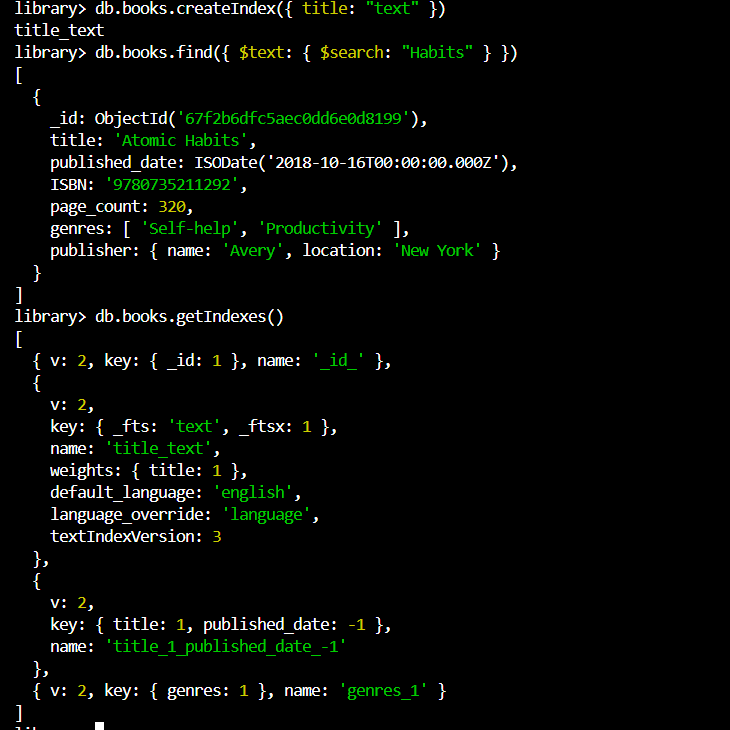 library> db.books.createIndex({ title: "text" })
title_text
library> db.books.find({ $text: { $search: "Habits" } })
[
  {
    _id: ObjectId('67f2b6dfc5aec0dd6e0d8199'),
    title: 'Atomic Habits',
    published_date: ISODate('2018-10-16T00:00:00.000Z'),
    ISBN: '9780735211292',
    page_count: 320,
    genres: [ 'Self-help', 'Productivity' ],
    publisher: { name: 'Avery', location: 'New York' }
  }
]
library> db.books.getIndexes()
[
  { v: 2, key: { _id: 1 }, name: '_id_' },
  {
    v: 2,
    key: { _fts: 'text', _ftsx: 1 },
    name: 'title_text',
    weights: { title: 1 },
    default_language: 'english',
    language_override: 'language',
    textIndexVersion: 3
  },
  {
    v: 2,
    key: { title: 1, published_date: -1 },
    name: 'title_1_published_date_-1'
  },
  { v: 2, key: { genres: 1 }, name: 'genres_1' }
]